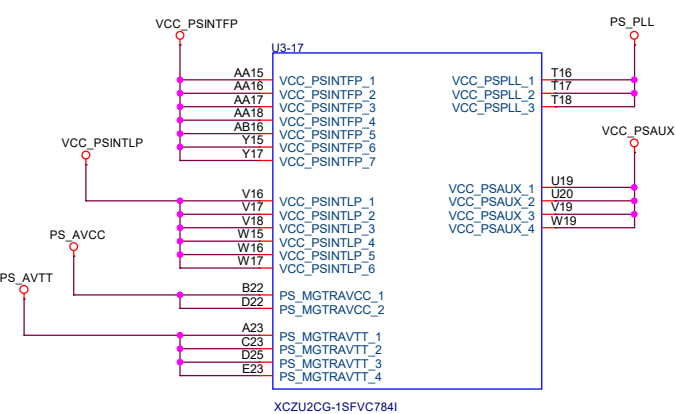 VCC_PSINTFP
PS_PLL
U3-17
AA15 VCC_PSINTFP_1
AA16 VCC_PSINTFP_2
AA17 VCC_PSINTFP_3
AA18 VCC_PSINTFP_4
AB16 VCC_PSINTFP_5
Y15 VCC_PSINTFP_6
Y17 VCC_PSINTFP_7
VCC_PSPLL_1 T16
VCC_PSPLL_2 T17
VCC_PSPLL_3 T18
VCC_PSAUX
VCC_PSINTLP
VCC_PSAUX_1 U19
VCC_PSAUX_2 U20
VCC_PSAUX_3 V19
VCC_PSAUX_4 W19
V16 VCC_PSINTLP_1
V17 VCC_PSINTLP_2
V18 VCC_PSINTLP_3
W15 VCC_PSINTLP_4
W16 VCC_PSINTLP_5
W17 VCC_PSINTLP_6
PS_AVCC
B22 PS_MGTRAVCC_1
D22 PS_MGTRAVCC_2
PS_AVTT
A23 PS_MGTRAVTT_1
C23 PS_MGTRAVTT_2
D25 PS_MGTRAVTT_3
E23 PS_MGTRAVTT_4
XCZU2CG-1SFVC784I